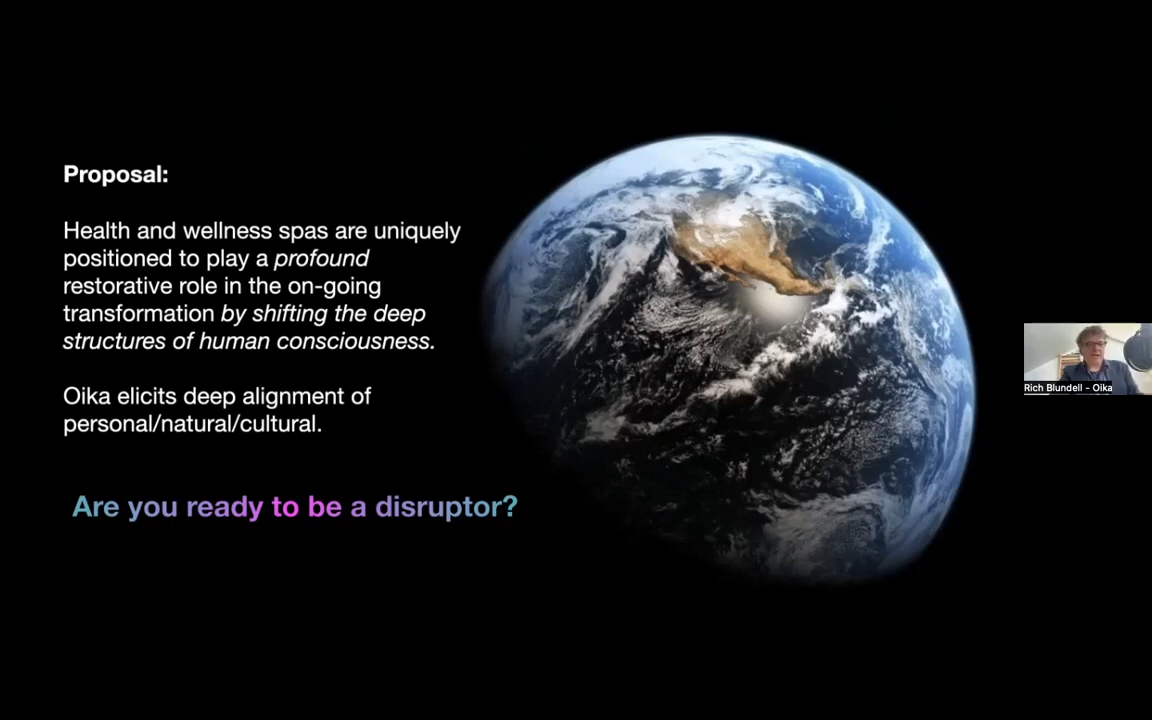 Proposal:
Health and wellness spas are uniquely
positioned to play a profound
restorative role in the on-going
transformation by shifting the deep
structures of human consciousness.
Oika elicits deep alignment of
personal/natural/cultural.
Are you ready to be a disruptor?
Rich Blundell - Oika